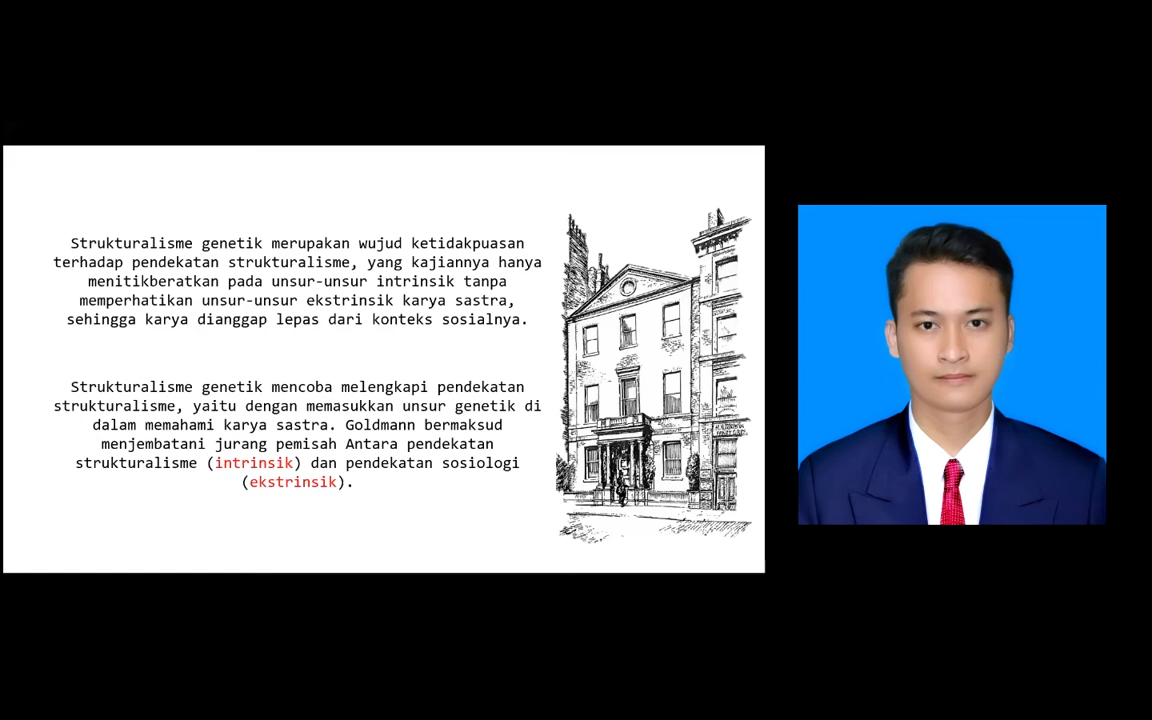 Strukturalisme genetik merupakan wujud ketidakpuasan
terhadap pendekatan strukturalisme, yang kajiannya hanya
menitikberatkan pada unsur-unsur intrinsik tanpa
memperhatikan unsur-unsur ekstrinsik karya sastra,
sehingga karya dianggap lepas dari konteks sosialnya.
Strukturalisme genetik mencoba melengkapi pendekatan
strukturalisme, yaitu dengan memasukkan unsur genetik di
dalam memahami karya sastra. Goldmann bermaksud
menjembatani jurang pemisah Antara pendekatan
strukturalisme (intrinsik) dan pendekatan sosiologi
(ekstrinsik).